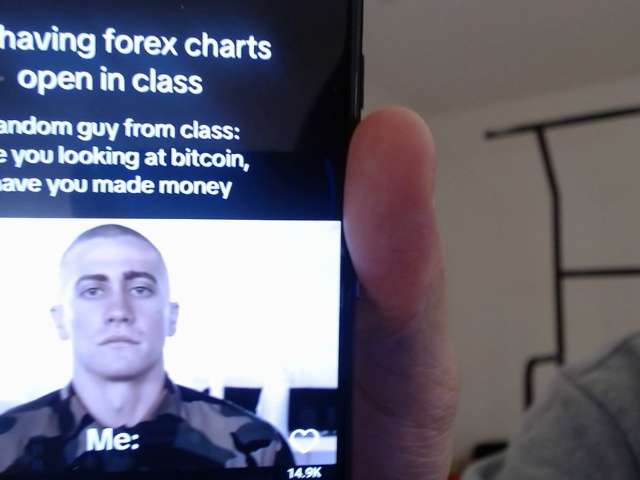 having forex charts
open in class
andom guy from class:
e you looking at bitcoin,
ave you made money
Me:
14.9K